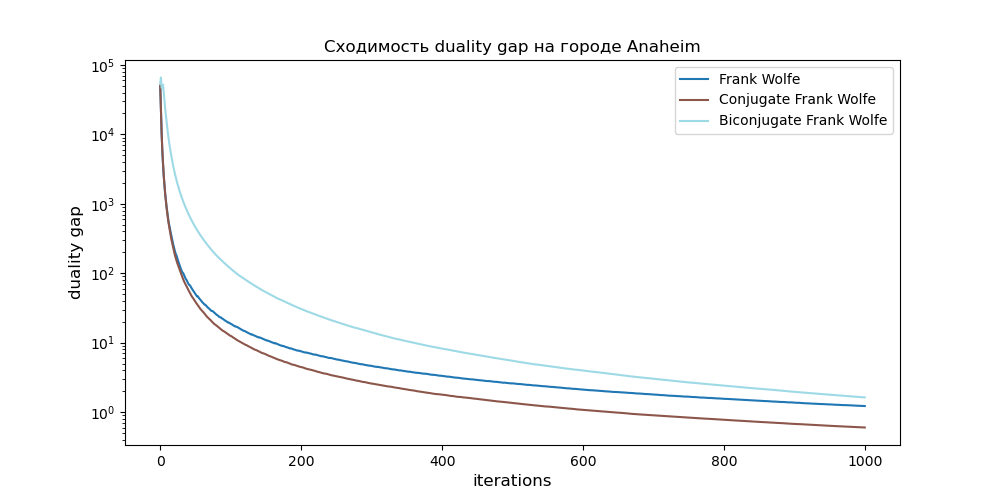 Сходимость duality gap на городе Anaheim
Frank Wolfe
Conjugate Frank Wolfe
Biconjugate Frank Wolfe
duality gap
10^5
10^4
10^3
10^2
10^1
10^0
0 200 400 600 800 1000
iterations